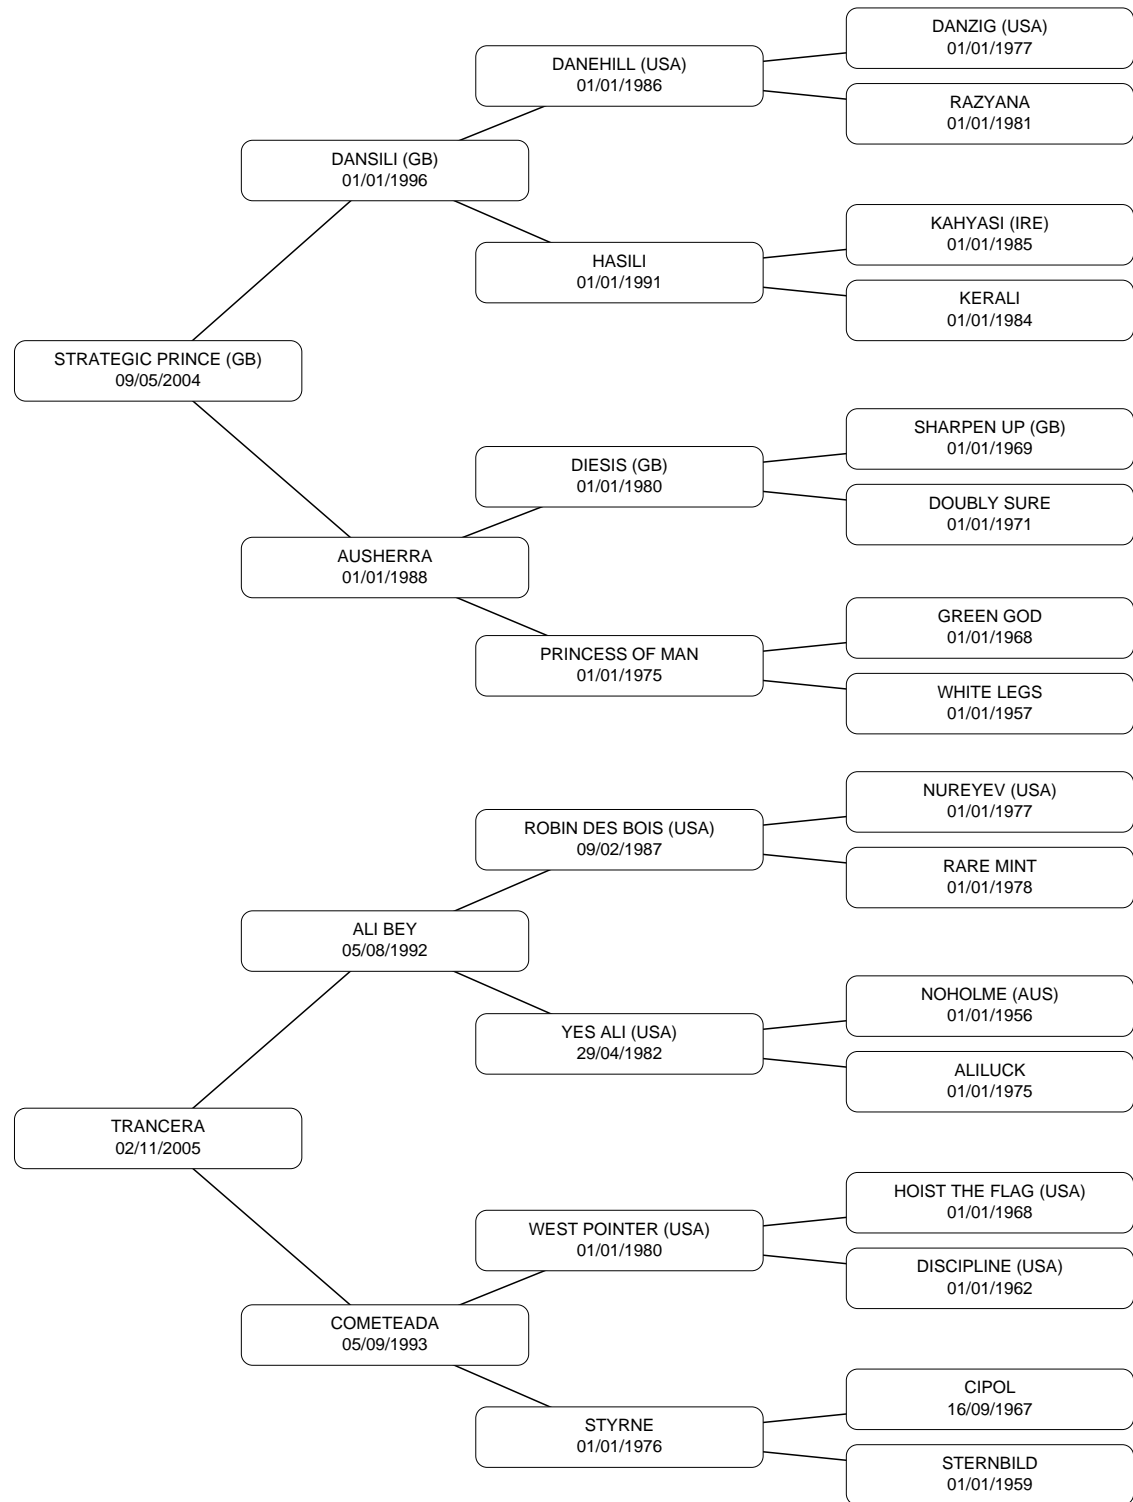 DANZIG (USA)
01/01/1977
DANEHILL (USA)
01/01/1986
RAZYANA
01/01/1981
DANSILI (GB)
01/01/1996
KAHYASI (IRE)
01/01/1985
HASILI
01/01/1991
KERALI
01/01/1984
STRATEGIC PRINCE (GB)
09/05/2004
SHARPEN UP (GB)
01/01/1969
DIESIS (GB)
01/01/1980
DOUBLY SURE
01/01/1971
AUSHERRA
01/01/1988
GREEN GOD
01/01/1968
PRINCESS OF MAN
01/01/1975
WHITE LEGS
01/01/1957
NUREYEV (USA)
01/01/1977
ROBIN DES BOIS (USA)
09/02/1987
RARE MINT
01/01/1978
ALI BEY
05/08/1992
NOHOLME (AUS)
01/01/1956
YES ALI (USA)
29/04/1982
ALILUCK
01/01/1975
TRANCERA
02/11/2005
HOIST THE FLAG (USA)
01/01/1968
WEST POINTER (USA)
01/01/1980
DISCIPLINE (USA)
01/01/1962
COMETEADA
05/09/1993
CIPOL
16/09/1967
STYRNE
01/01/1976
STERNBILD
01/01/1959